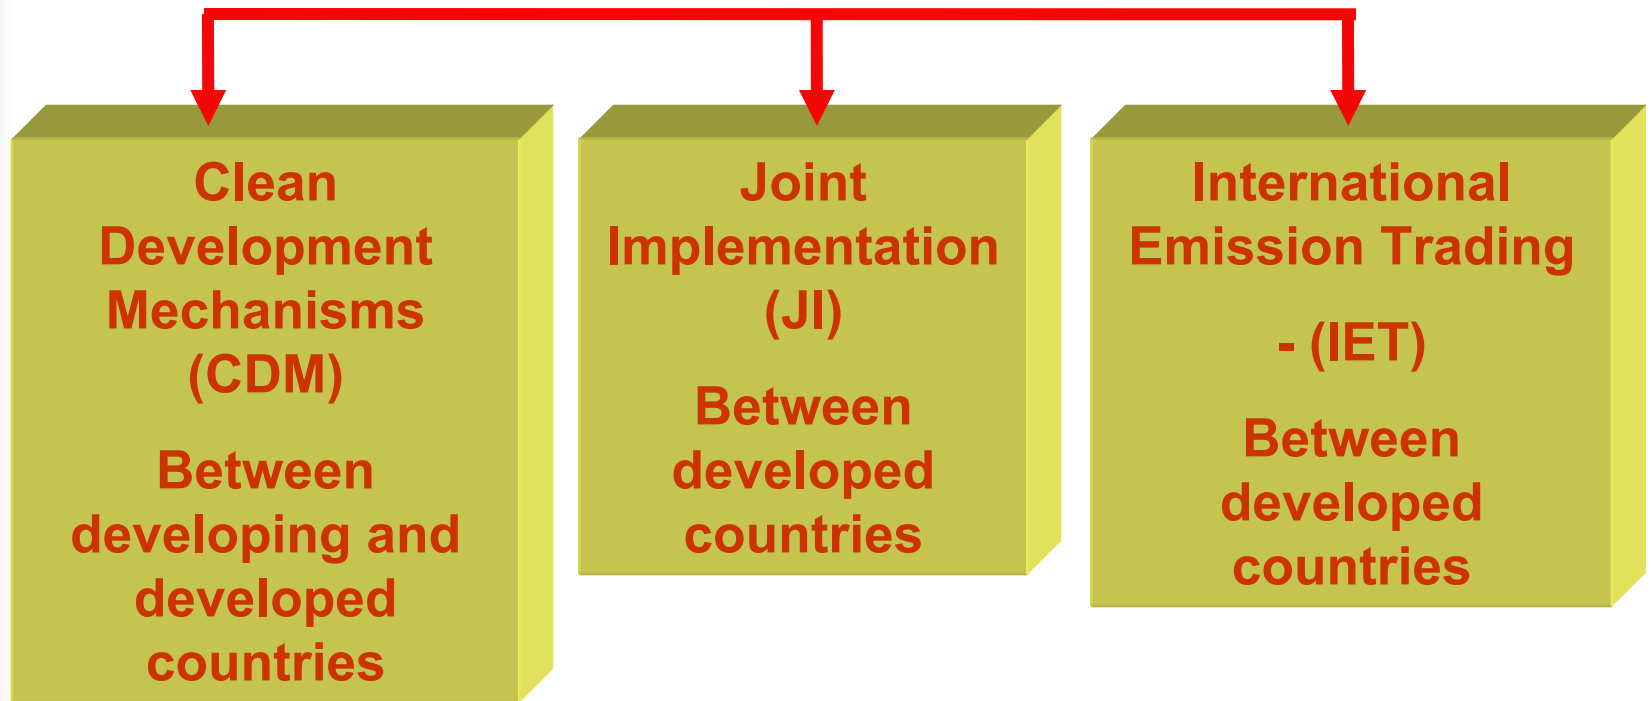 Clean
Development
Mechanisms
(CDM)
Between
developing and
developed
countries
Joint
Implementation
(JI)
Between
developed
countries
International
Emission Trading
- (IET)
Between
developed
countries